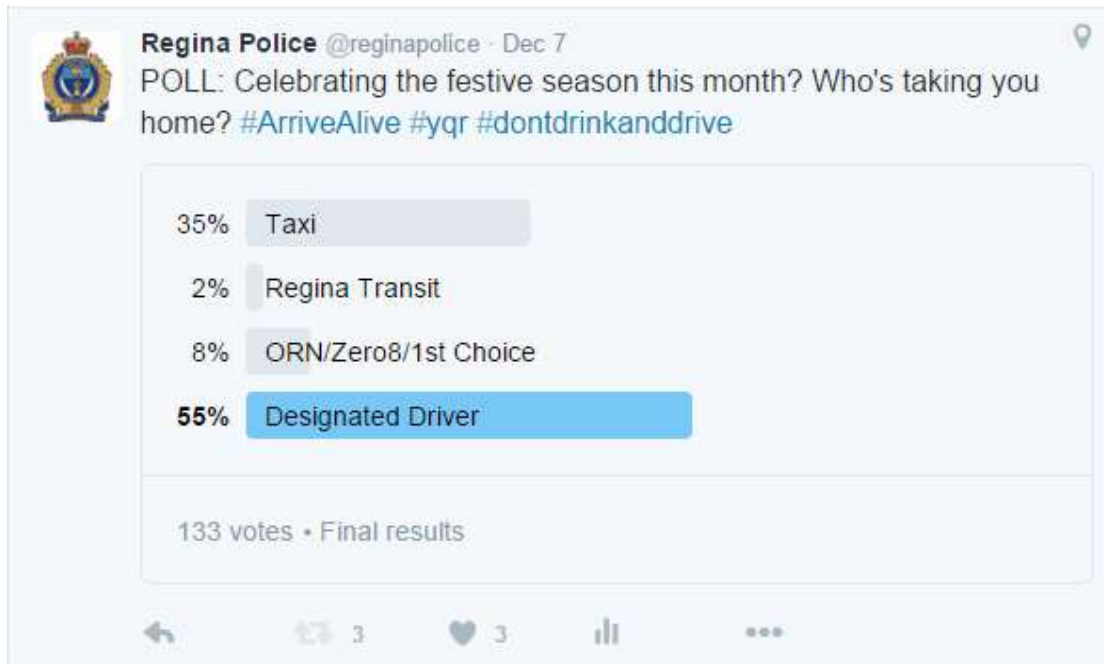 Regina Police @reginapolice · Dec 7
POLL: Celebrating the festive season this month? Who's taking you
home? #ArriveAlive #yqr #dontdrinkanddrive
35% Taxi
2% Regina Transit
8% ORN/Zero8/1st Choice
55% Designated Driver
133 votes • Final results
3 3